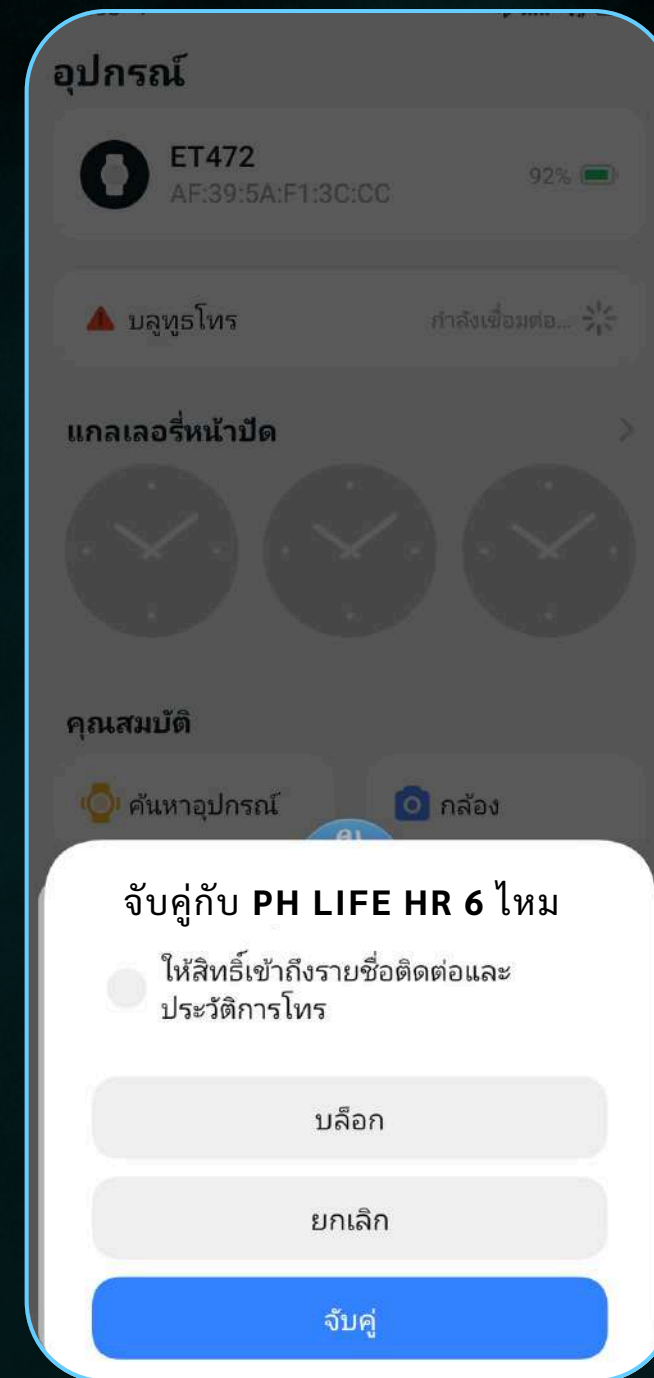 อุปกรณ์
ET472
AF:39:5A:F1:3C:CC
92%
บลูทูธโทร
กำลังเชื่อมต่อ...
แกลเลอรี่หน้าปัด
คุณสมบัติ
ค้นหาอุปกรณ์
กล้อง
จับคู่กับ PH LIFE HR 6 ไหม
ให้สิทธิ์เข้าถึงรายชื่อติดต่อและ
ประวัติการโทร
บล็อก
ยกเลิก
จับคู่